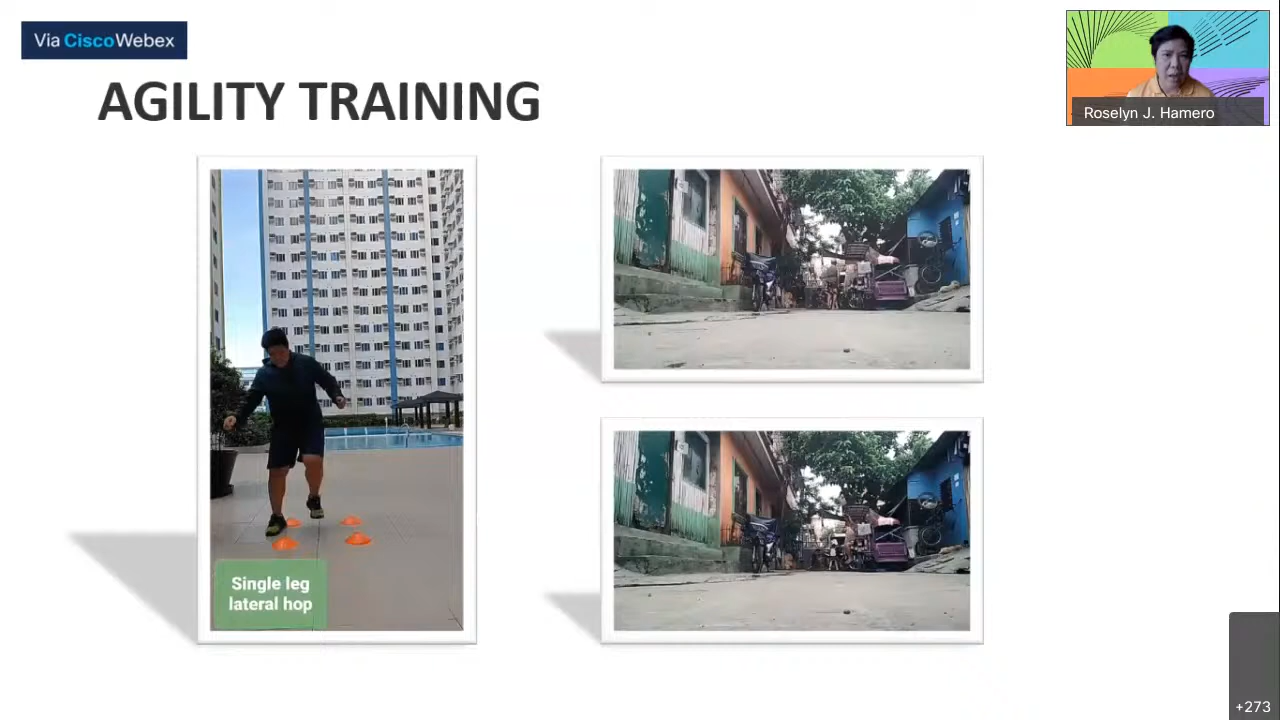 Via CiscoWebex
AGILITY TRAINING
Roselyn J. Hamero
Single leg
lateral hop
+273